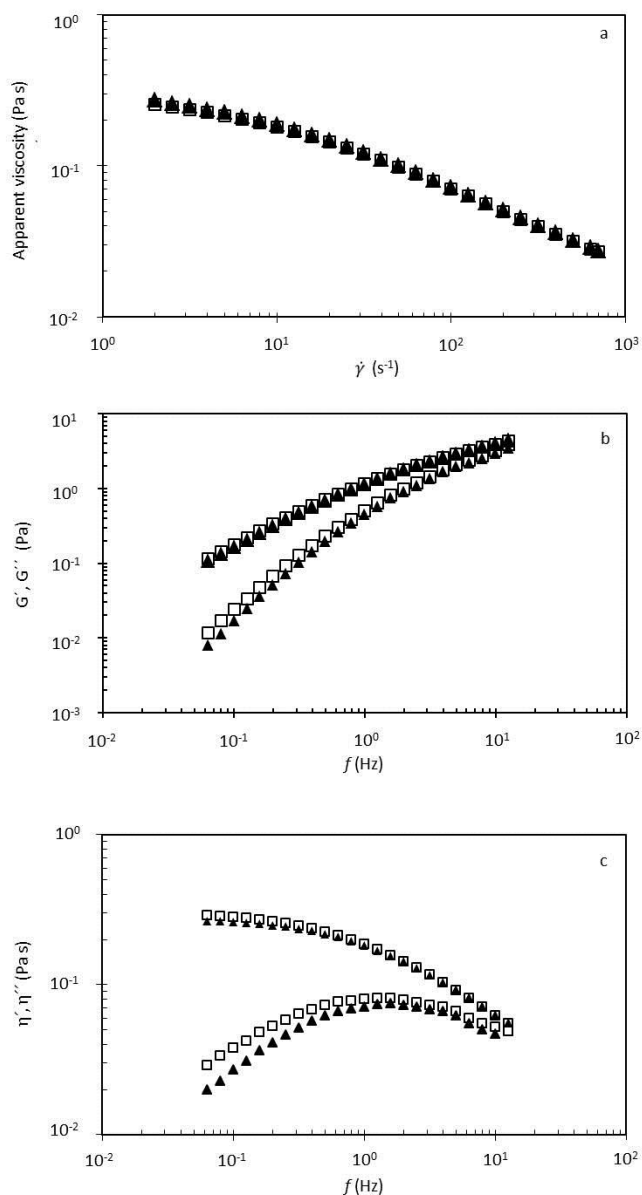 a
10⁰
10⁻¹
10⁻²
Apparent viscosity (Pa s)
10⁰ 10¹ 10² 10³
γ̇ (s⁻¹)
b
10¹
10⁰
10⁻¹
10⁻²
10⁻³
G′, G′′ (Pa)
10⁻² 10⁻¹ 10⁰ 10¹ 10²
f (Hz)
c
10⁰
10⁻¹
10⁻²
η′, η′′ (Pa s)
10⁻² 10⁻¹ 10⁰ 10¹ 10²
f (Hz)